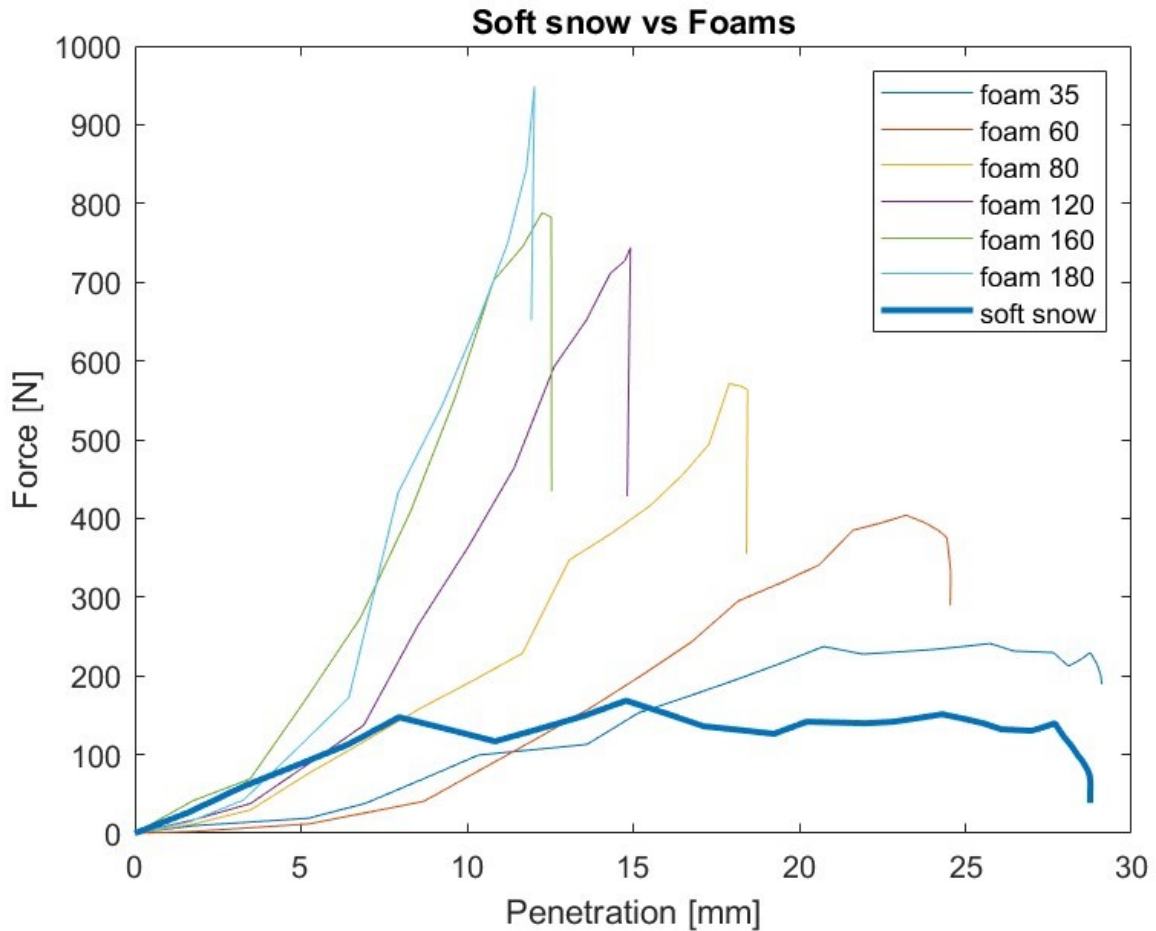 Soft snow vs Foams
1000
900
800
700
600
500
400
300
200
100
0
Force [N]
foam 35
foam 60
foam 80
foam 120
foam 160
foam 180
soft snow
0 5 10 15 20 25 30
Penetration [mm]